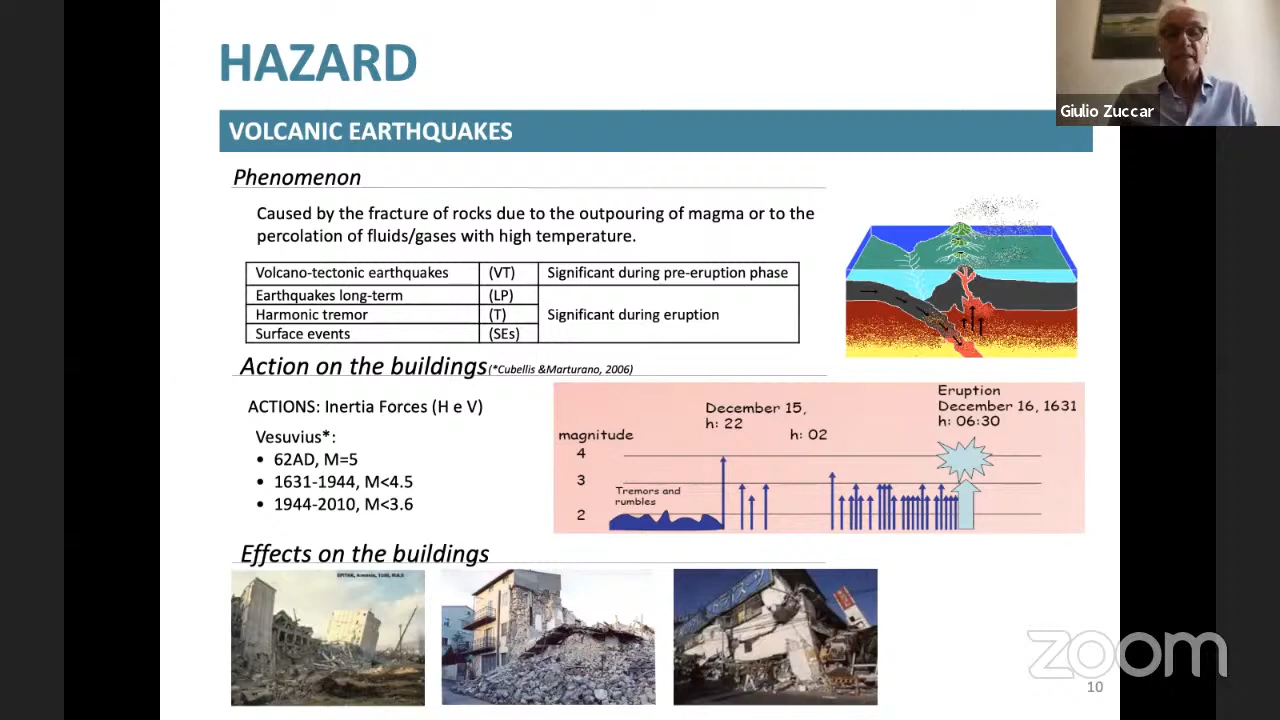 HAZARD
Giulio Zuccar
VOLCANIC EARTHQUAKES
Phenomenon
Caused by the fracture of rocks due to the outpouring of magma or to the
percolation of fluids/gases with high temperature.
Volcano-tectonic earthquakes (VT) Significant during pre-eruption phase
Earthquakes long-term (LP)
Harmonic tremor (T) Significant during eruption
Surface events (SEs)
Action on the buildings (*Cubellis &Marturano, 2006)
ACTIONS: Inertia Forces (H e V)
Vesuvius*:
• 62AD, M=5
• 1631-1944, M<4.5
• 1944-2010, M<3.6
December 15,
h: 22
h: 02
Eruption
December 16, 1631
h: 06:30
magnitude
4
3
Tremors and
rumbles
2
Effects on the buildings
zoom
10